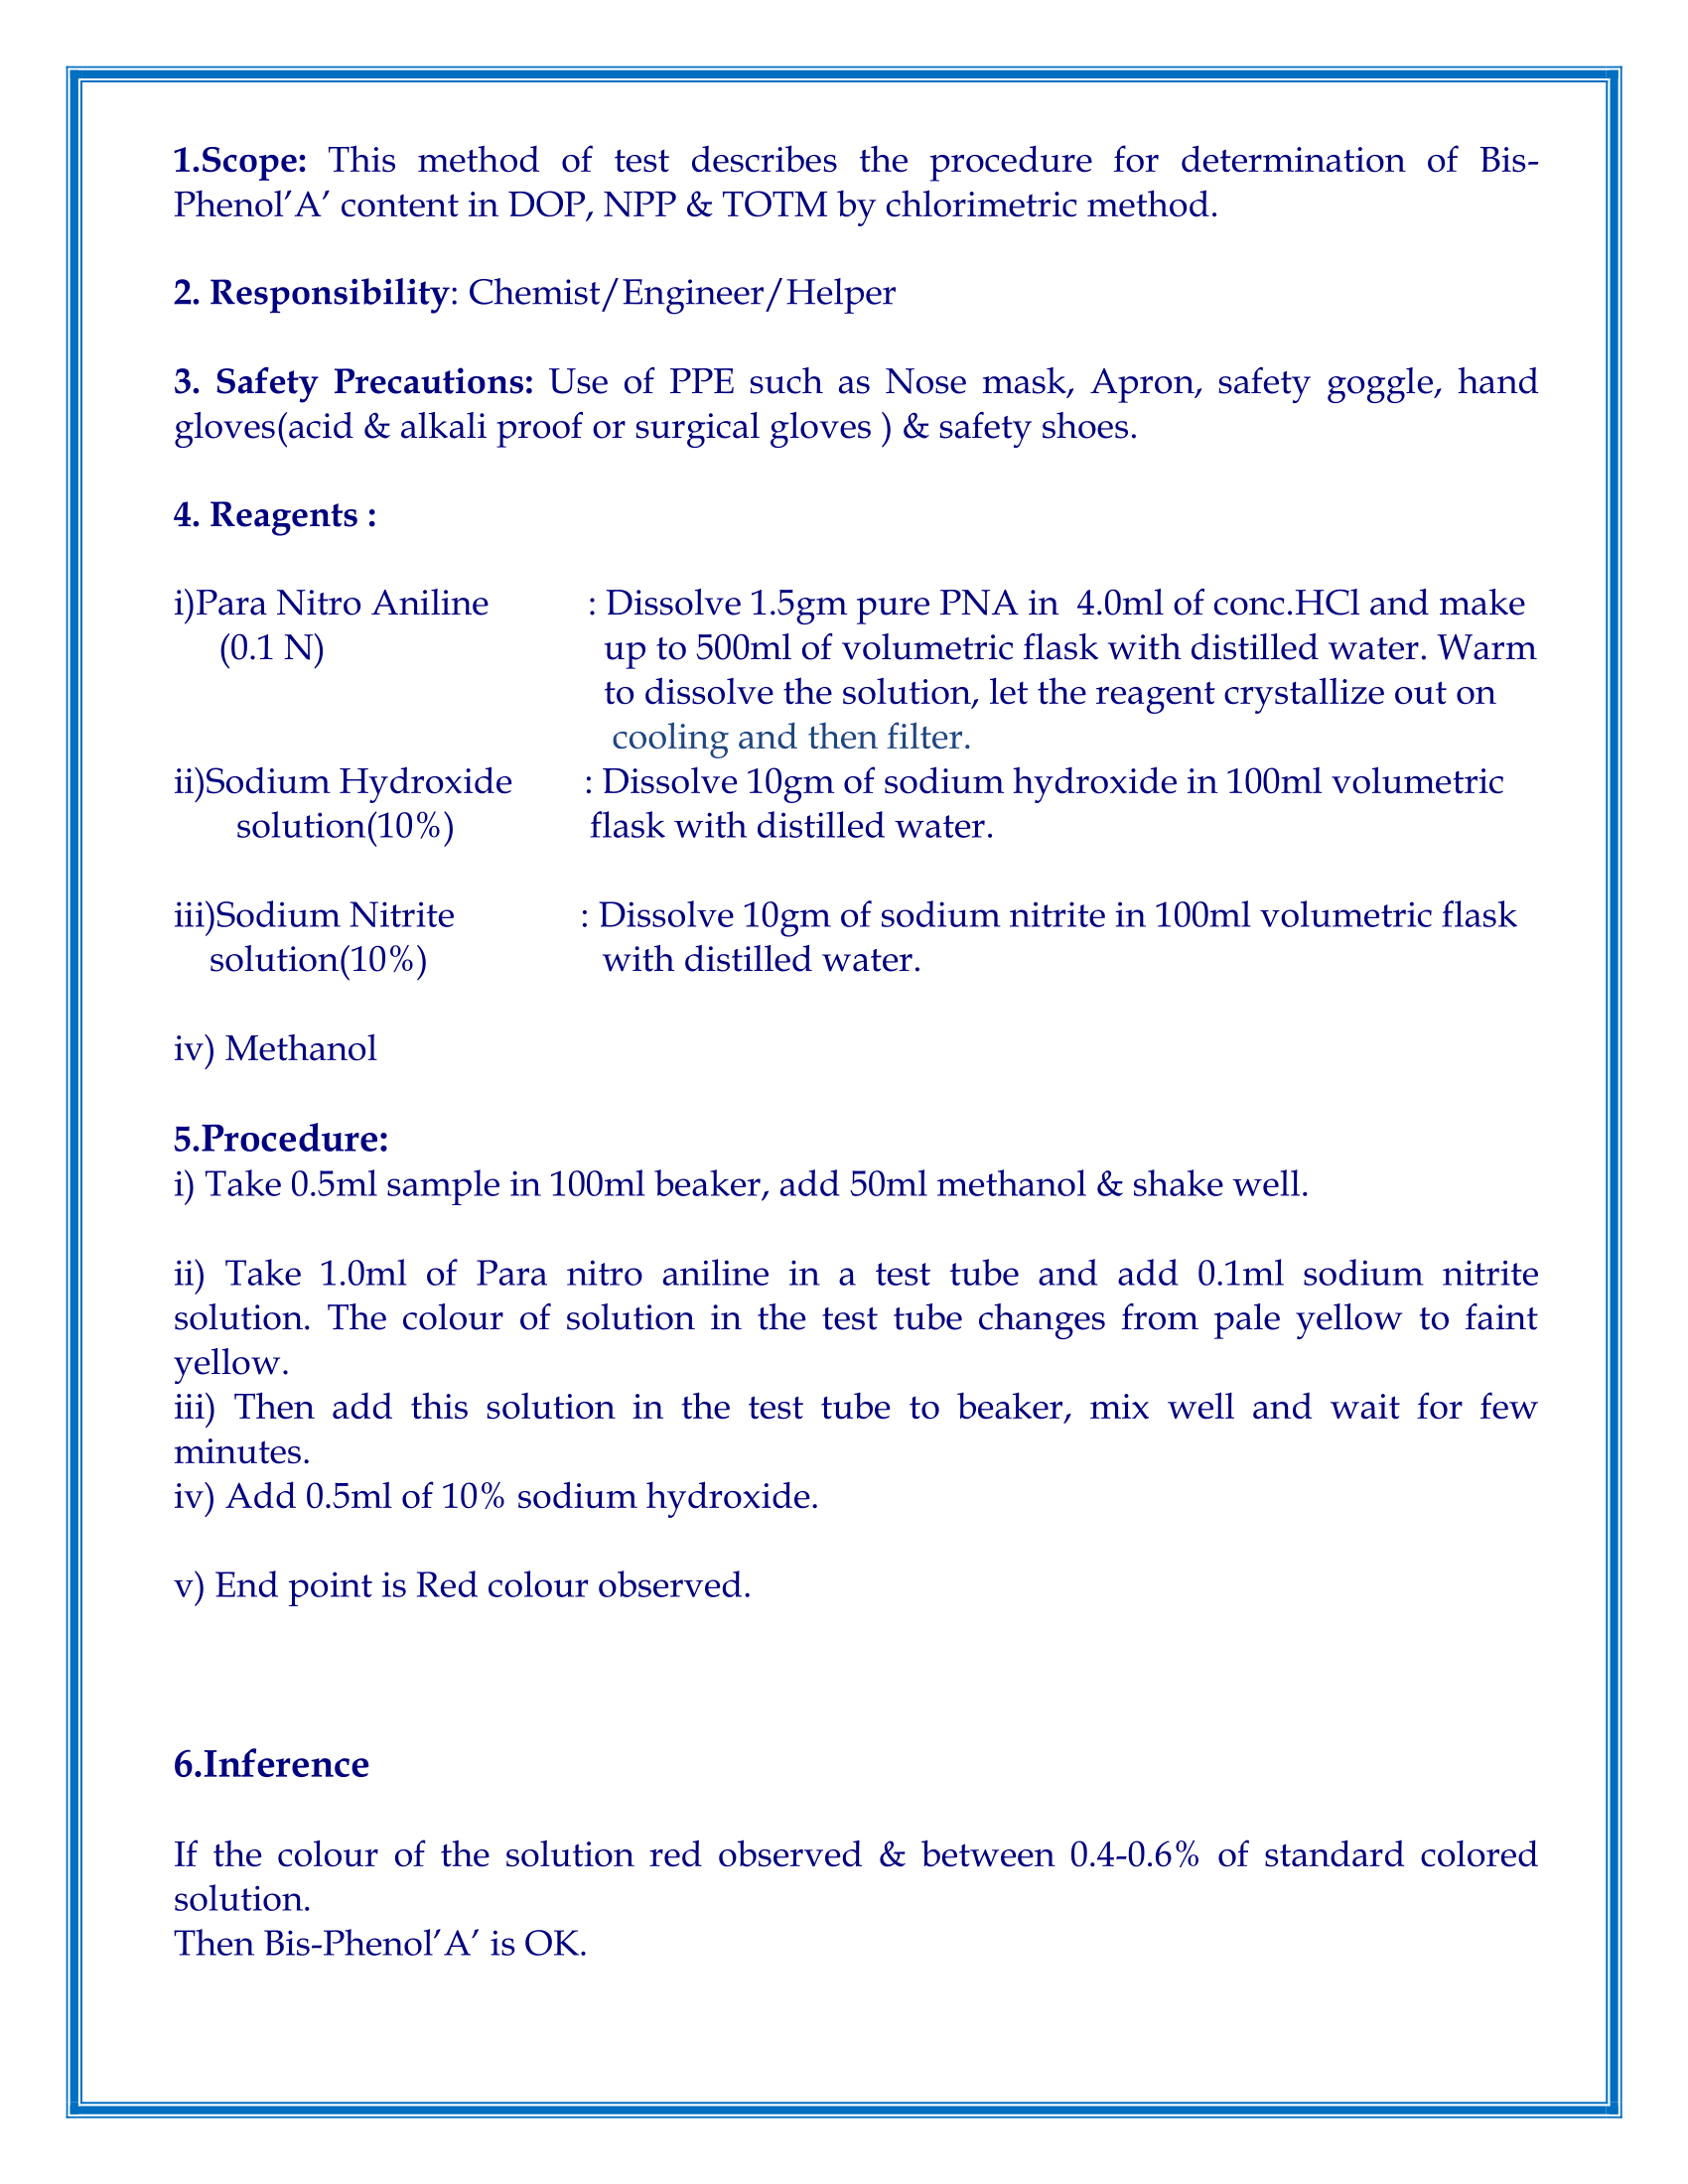 1.Scope: This method of test describes the procedure for determination of Bis-
Phenol’A’ content in DOP, NPP & TOTM by chlorimetric method.
2. Responsibility: Chemist/Engineer/Helper
3. Safety Precautions: Use of PPE such as Nose mask, Apron, safety goggle, hand
gloves(acid & alkali proof or surgical gloves ) & safety shoes.
4. Reagents :
i)Para Nitro Aniline : Dissolve 1.5gm pure PNA in 4.0ml of conc.HCl and make
(0.1 N) up to 500ml of volumetric flask with distilled water. Warm
to dissolve the solution, let the reagent crystallize out on
cooling and then filter.
ii)Sodium Hydroxide : Dissolve 10gm of sodium hydroxide in 100ml volumetric
solution(10%) flask with distilled water.
iii)Sodium Nitrite : Dissolve 10gm of sodium nitrite in 100ml volumetric flask
solution(10%) with distilled water.
iv) Methanol
5.Procedure:
i) Take 0.5ml sample in 100ml beaker, add 50ml methanol & shake well.
ii) Take 1.0ml of Para nitro aniline in a test tube and add 0.1ml sodium nitrite
solution. The colour of solution in the test tube changes from pale yellow to faint
yellow.
iii) Then add this solution in the test tube to beaker, mix well and wait for few
minutes.
iv) Add 0.5ml of 10% sodium hydroxide.
v) End point is Red colour observed.
6.Inference
If the colour of the solution red observed & between 0.4-0.6% of standard colored
solution.
Then Bis-Phenol’A’ is OK.